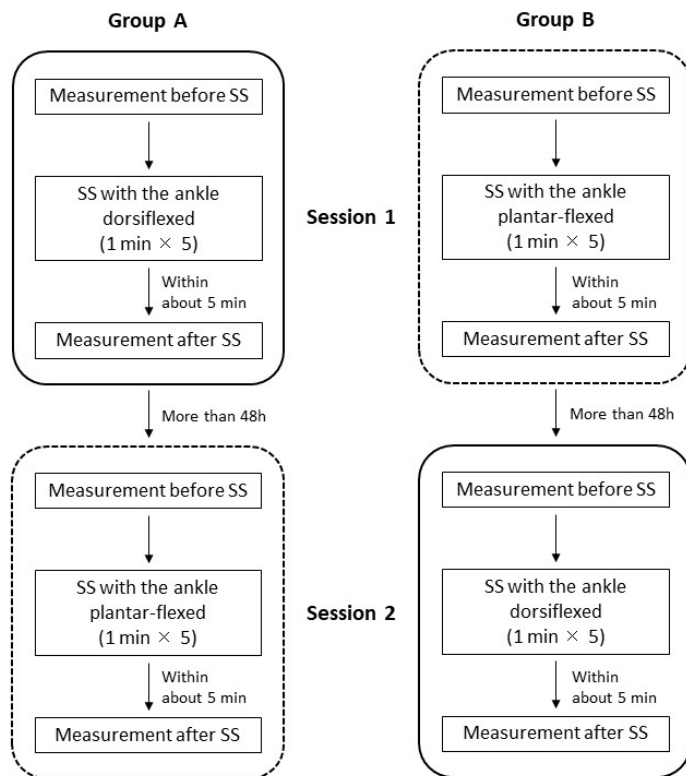 Group A
Measurement before SS
SS with the ankle
dorsiflexed
(1 min × 5)
Within
about 5 min
Measurement after SS
More than 48h
Measurement before SS
SS with the ankle
plantar-flexed
(1 min × 5)
Within
about 5 min
Measurement after SS
Session 1
Session 2
Group B
Measurement before SS
SS with the ankle
plantar-flexed
(1 min × 5)
Within
about 5 min
Measurement after SS
More than 48h
Measurement before SS
SS with the ankle
dorsiflexed
(1 min × 5)
Within
about 5 min
Measurement after SS